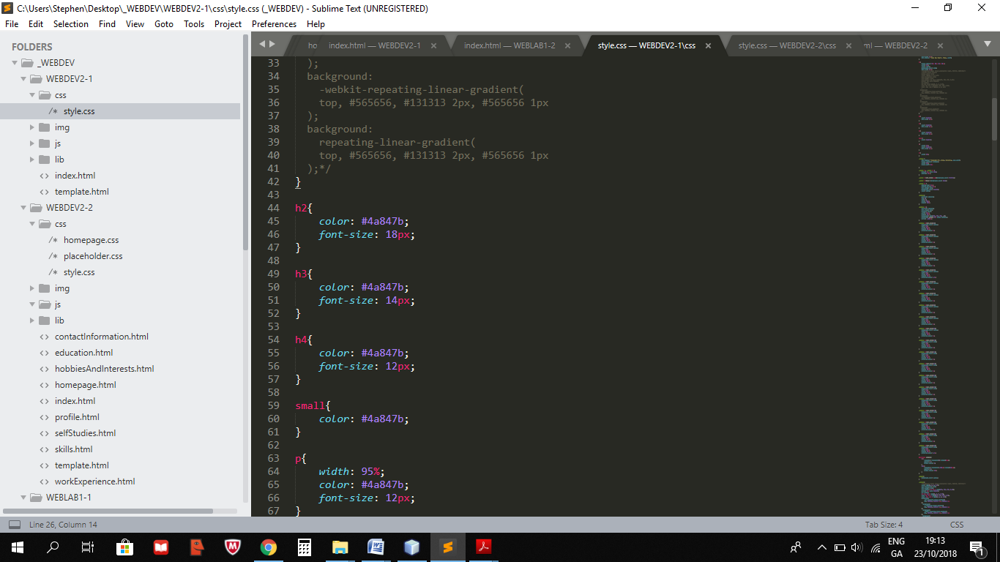 C:\Users\Stephen\Desktop\_WEBDEV\WEBDEV2-1\css\style.css (_WEBDEV) - Sublime Text (UNREGISTERED)
File Edit Selection Find View Goto Tools Project Preferences Help
FOLDERS
_WEBDEV
WEBDEV2-1
css
/* style.css
img
js
lib
<> index.html
<> template.html
WEBDEV2-2
css
/* homepage.css
/* placeholder.css
/* style.css
img
js
lib
<> contactInformation.html
<> education.html
<> hobbiesAndInterests.html
<> homepage.html
<> index.html
<> profile.html
<> selfStudies.html
<> skills.html
<> template.html
<> workExperience.html
WEBLAB1-1
ho index.html — WEBDEV2-1 × index.html — WEBLAB1-2 × style.css — WEBDEV2-1\css × style.css — WEBDEV2-2\css × ml — WEBDEV2-2 ×
33 );
34 background:
35 -webkit-repeating-linear-gradient(
36 top, #565656, #131313 2px, #565656 1px
37 );
38 background:
39 repeating-linear-gradient(
40 top, #565656, #131313 2px, #565656 1px
41 );*/
42 }
43
44 h2{
45 color: #4a847b;
46 font-size: 18px;
47 }
48
49 h3{
50 color: #4a847b;
51 font-size: 14px;
52 }
53
54 h4{
55 color: #4a847b;
56 font-size: 12px;
57 }
58
59 small{
60 color: #4a847b;
61 }
62
63 p{
64 width: 95%;
65 color: #4a847b;
66 font-size: 12px;
67 }
Line 26, Column 14 Tab Size: 4 CSS
ENG 19:13
GA 23/10/2018 1